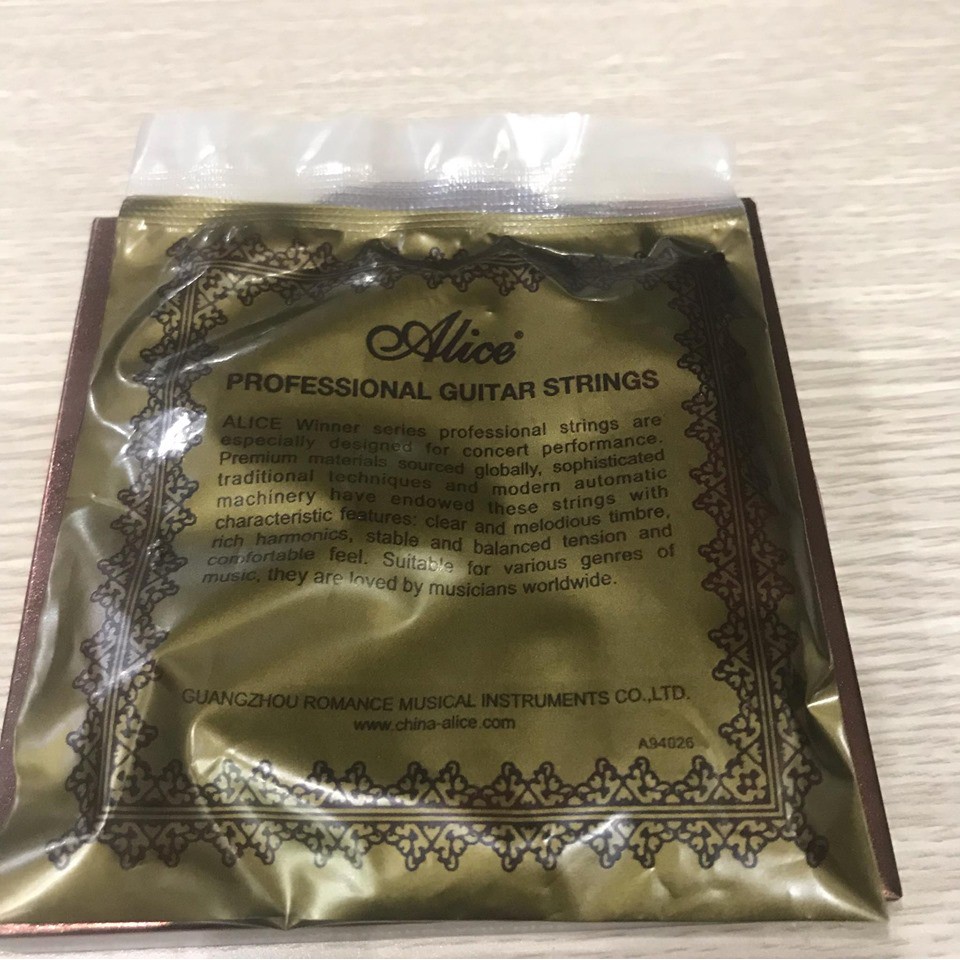 Alice®
PROFESSIONAL GUITAR STRINGS
ALICE Winner series professional strings are
especially designed for concert performance.
Premium materials sourced globally, sophisticated
traditional techniques and modern automatic
machinery have endowed these strings with
characteristic features: clear and melodious timbre,
rich harmonics, stable and balanced tension and
comfortable feel. Suitable for various genres of
music, they are loved by musicians worldwide.
GUANGZHOU ROMANCE MUSICAL INSTRUMENTS CO.,LTD.
www.china-alice.com
A94026